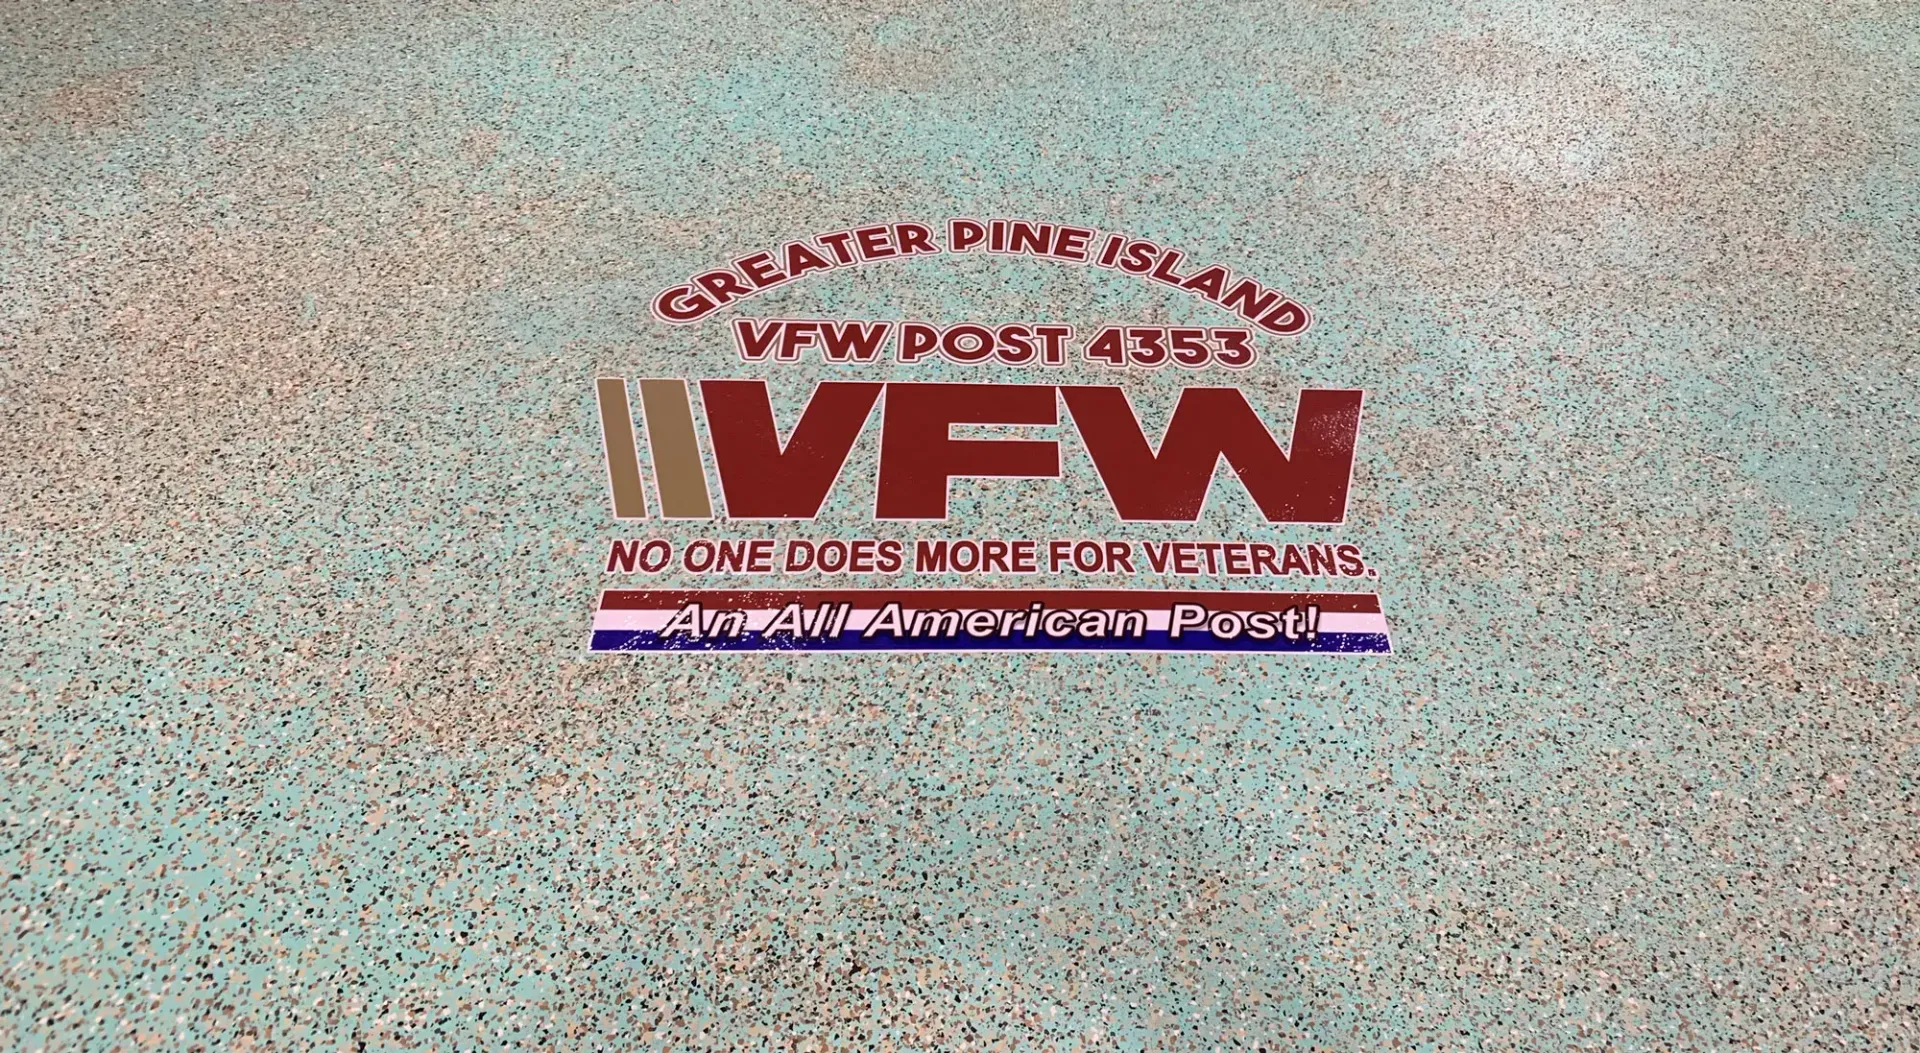 GREATER PINE ISLAND
VFW POST 4353
VFW
NO ONE DOES MORE FOR VETERANS.
An All American Post!